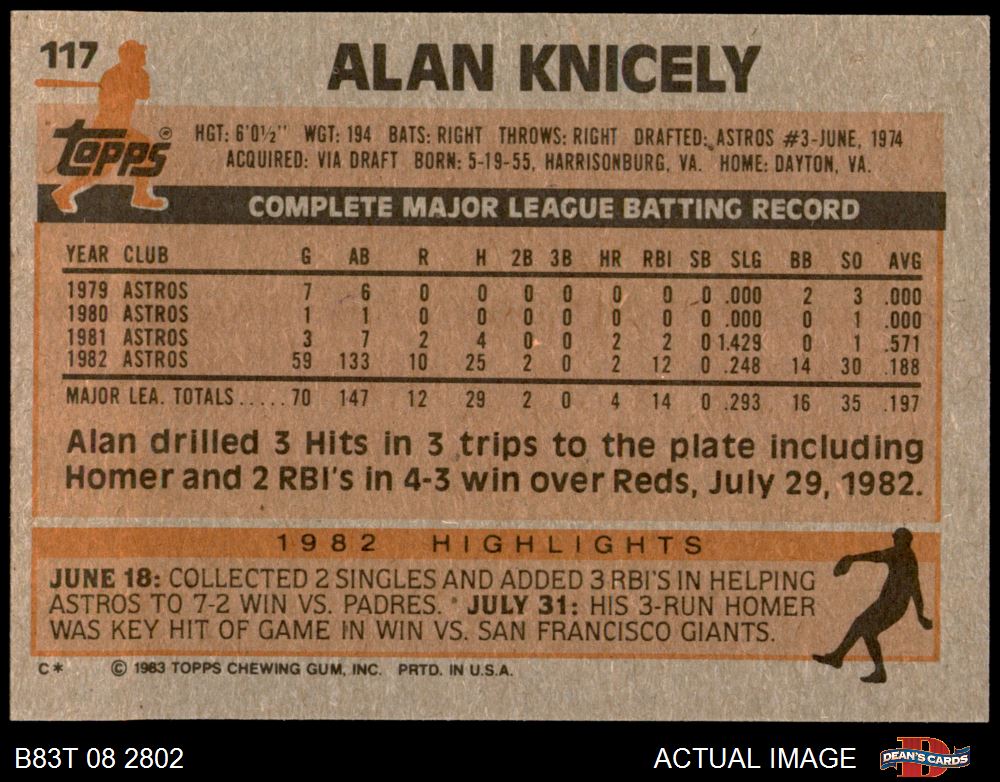 117
ALAN KNICELY
topps®
HGT: 6'0½" WGT: 194 BATS: RIGHT THROWS: RIGHT DRAFTED: ASTROS #3-JUNE, 1974
ACQUIRED: VIA DRAFT BORN: 5-19-55, HARRISONBURG, VA. HOME: DAYTON, VA.
COMPLETE MAJOR LEAGUE BATTING RECORD
YEAR CLUB G AB R H 2B 3B HR RBI SB SLG BB SO AVG
1979 ASTROS 7 6 0 0 0 0 0 0 0 .000 2 3 .000
1980 ASTROS 1 1 0 0 0 0 0 0 0 .000 0 1 .000
1981 ASTROS 3 7 2 4 0 0 2 2 0 1.429 0 1 .571
1982 ASTROS 59 133 10 25 2 0 2 12 0 .248 14 30 .188
MAJOR LEA. TOTALS.....70 147 12 29 2 0 4 14 0 .293 16 35 .197
Alan drilled 3 Hits in 3 trips to the plate including
Homer and 2 RBI's in 4-3 win over Reds, July 29, 1982.
1982 HIGHLIGHTS
JUNE 18: COLLECTED 2 SINGLES AND ADDED 3 RBI'S IN HELPING
ASTROS TO 7-2 WIN VS. PADRES. • JULY 31: HIS 3-RUN HOMER
WAS KEY HIT OF GAME IN WIN VS. SAN FRANCISCO GIANTS.
C* © 1983 TOPPS CHEWING GUM, INC. PRTD. IN U.S.A.
B83T 08 2802
ACTUAL IMAGE
D
DEAN'S CARDS